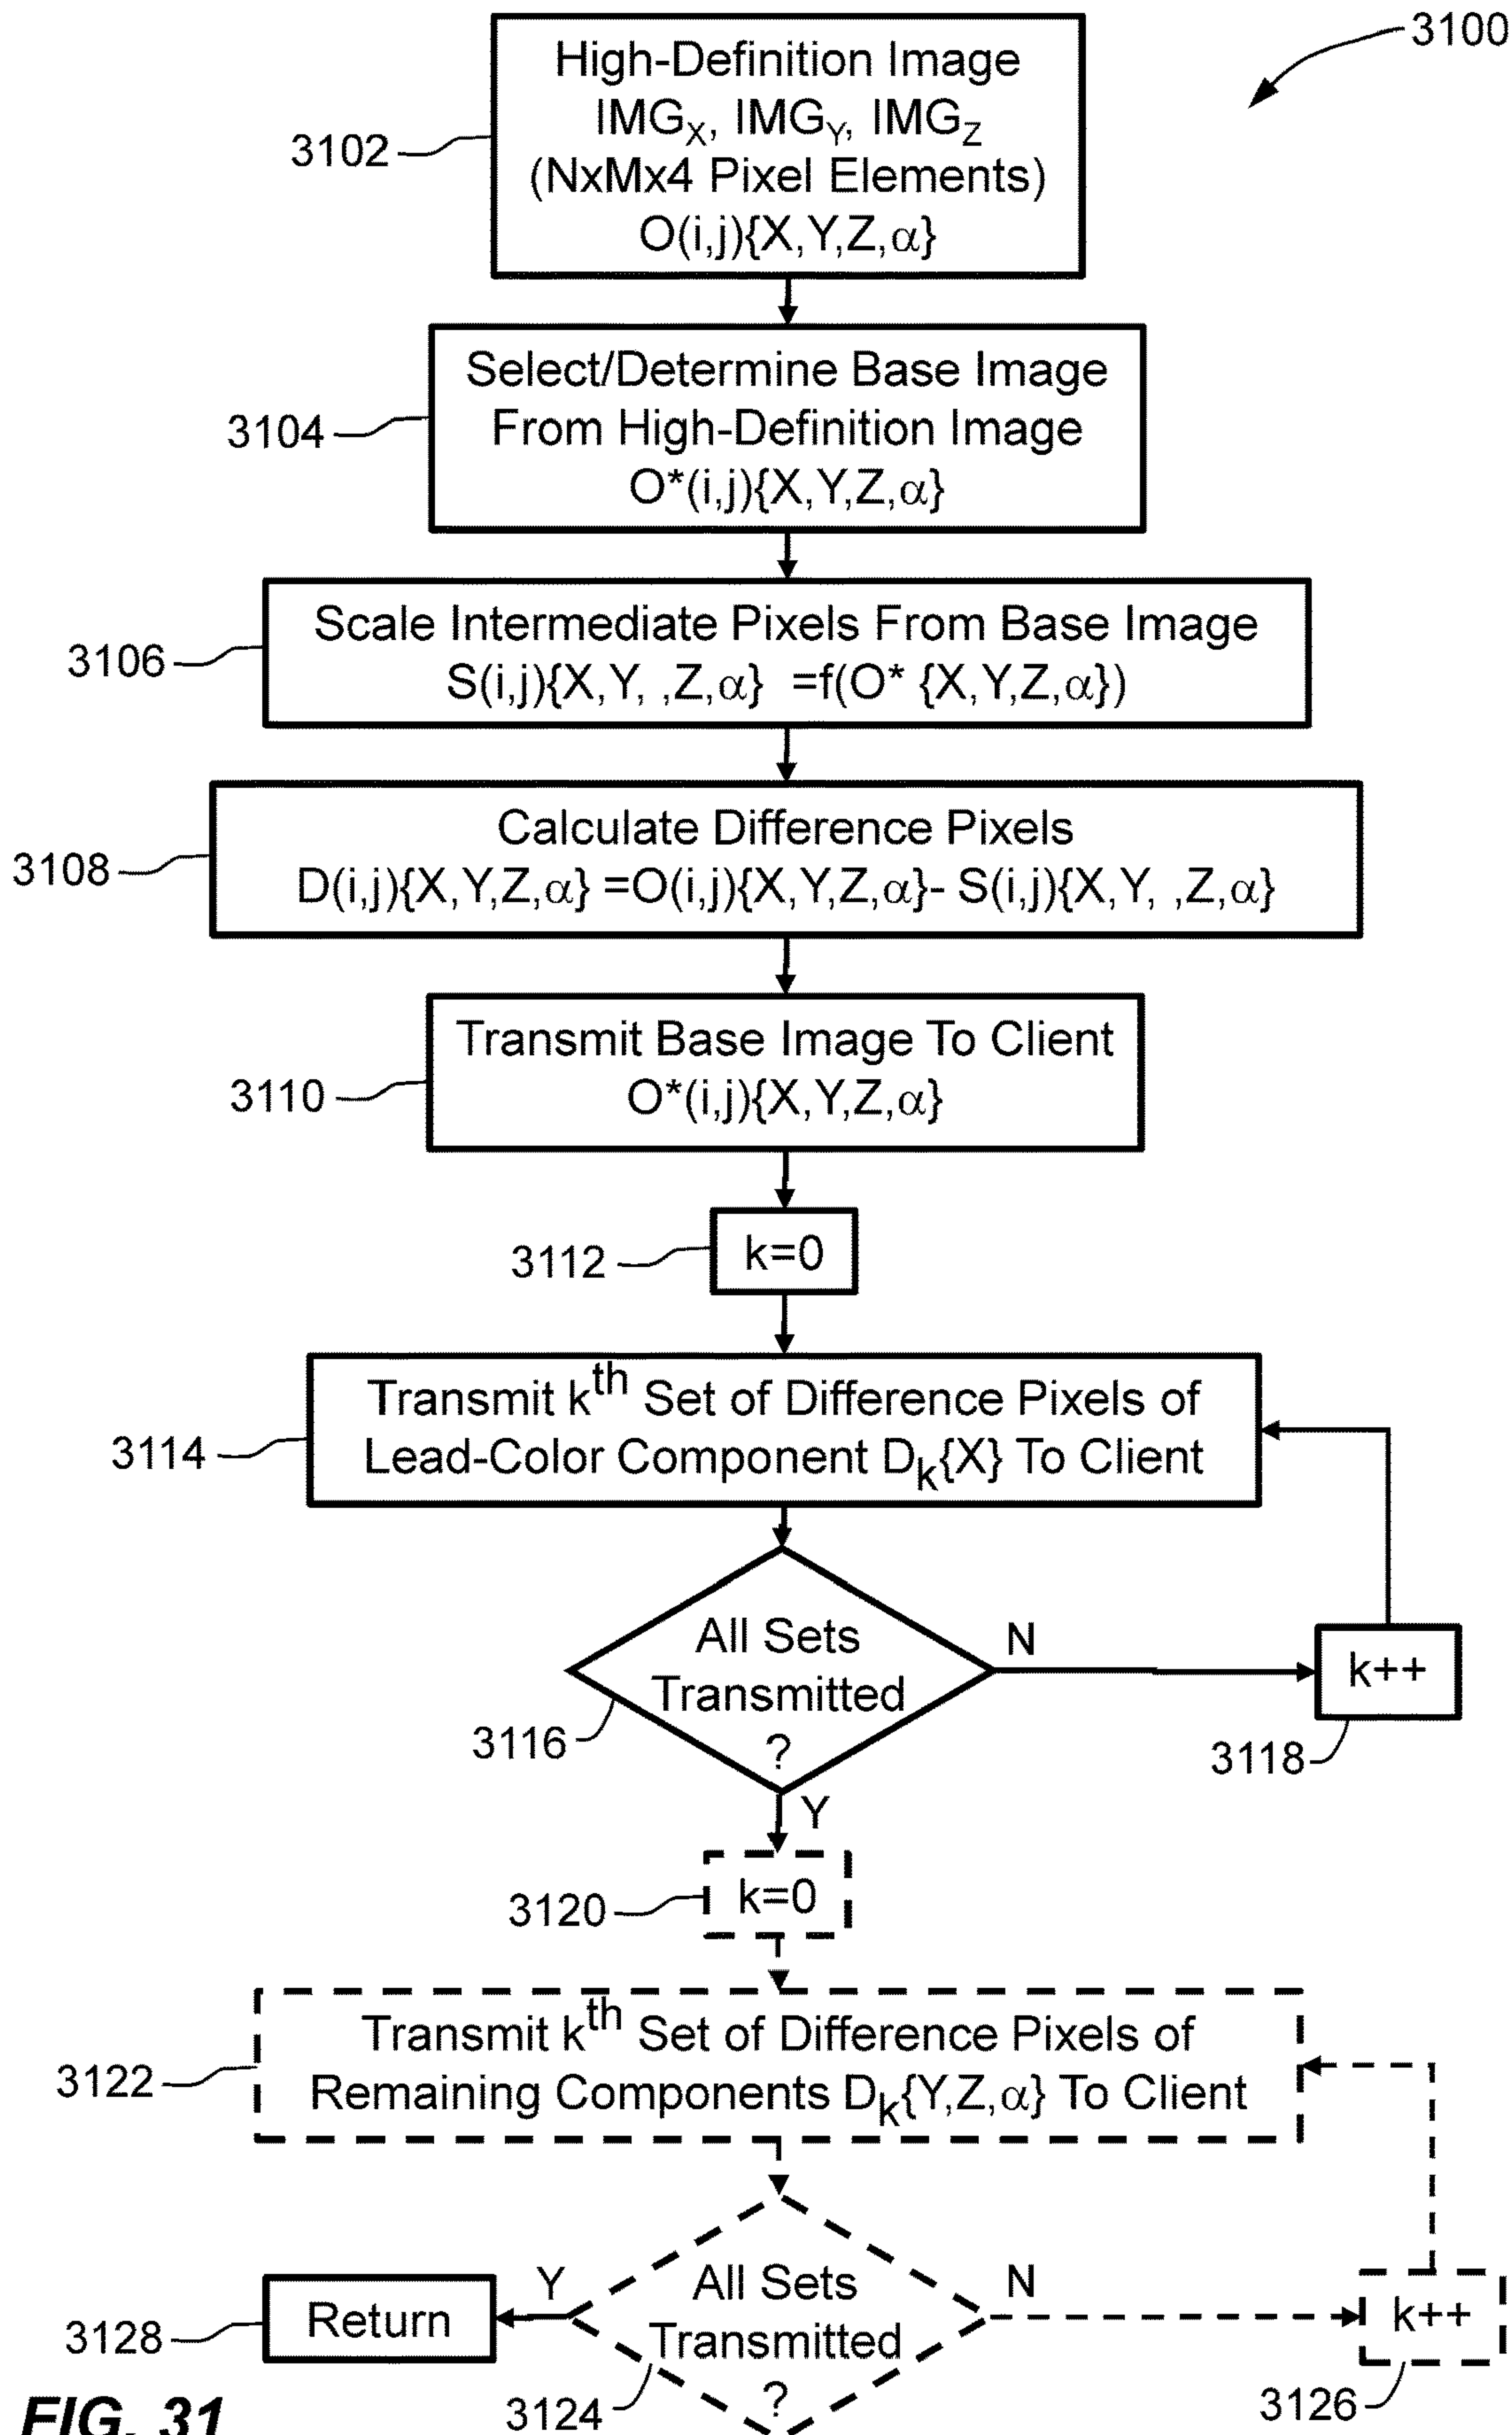 3100
High-Definition Image
IMGX, IMGY, IMGZ
(NxMx4 Pixel Elements)
O(i,j){X,Y,Z,α}
3102
Select/Determine Base Image
From High-Definition Image
O*(i,j){X,Y,Z,α}
3104
Scale Intermediate Pixels From Base Image
S(i,j){X,Y, ,Z,α} =f(O* {X,Y,Z,α})
3106
Calculate Difference Pixels
D(i,j){X,Y,Z,α} =O(i,j){X,Y,Z,α}- S(i,j){X,Y, ,Z,α}
3108
Transmit Base Image To Client
O*(i,j){X,Y,Z,α}
3110
k=0
3112
Transmit kth Set of Difference Pixels of
Lead-Color Component Dk{X} To Client
3114
All Sets
Transmitted
?
3116
N
k++
3118
Y
k=0
3120
Transmit kth Set of Difference Pixels of
Remaining Components Dk{Y,Z,α} To Client
3122
All Sets
Transmitted
?
3124
N
k++
3126
Y
Return
3128
FIG. 31